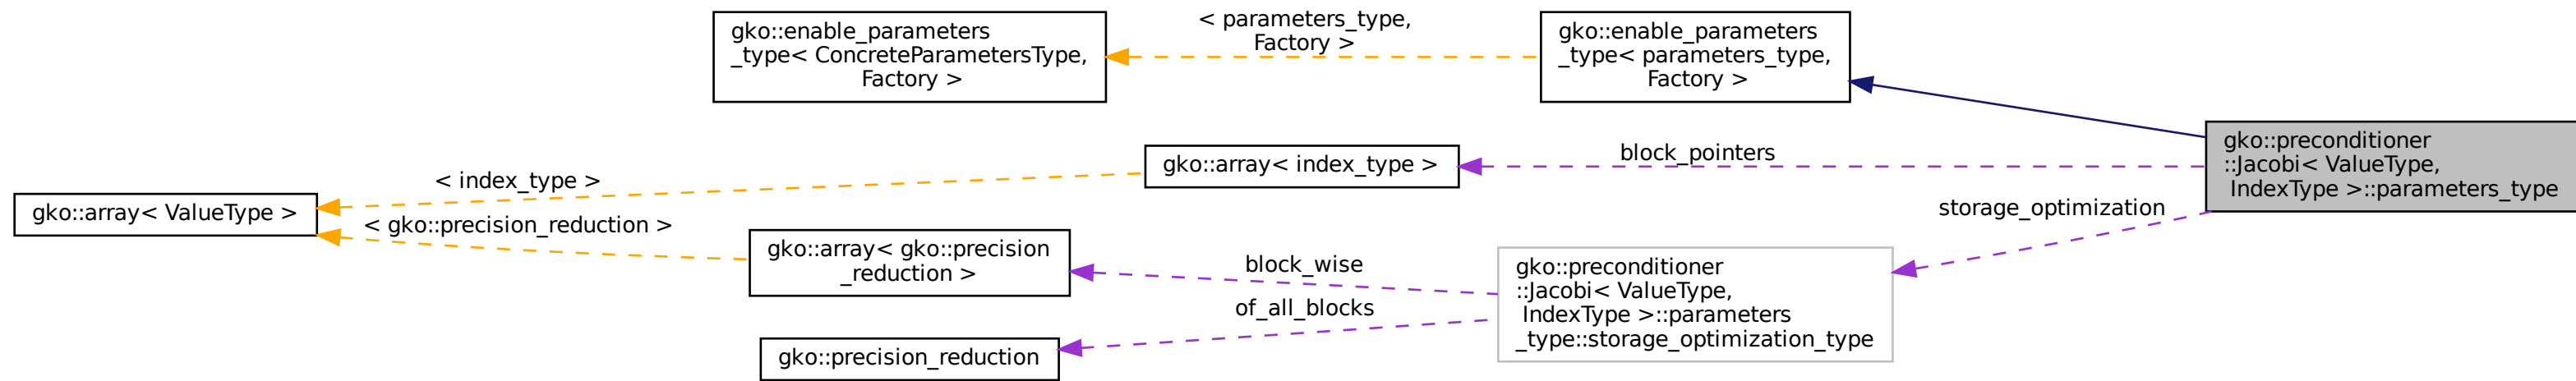 gko::enable_parameters
_type< ConcreteParametersType,
Factory >
< parameters_type,
Factory >
gko::enable_parameters
_type< parameters_type,
Factory >
gko::preconditioner
::Jacobi< ValueType,
IndexType >::parameters_type
block_pointers
gko::array< index_type >
< index_type >
gko::array< ValueType >
< gko::precision_reduction >
storage_optimization
gko::array< gko::precision
_reduction >
block_wise
of_all_blocks
gko::preconditioner
::Jacobi< ValueType,
IndexType >::parameters
_type::storage_optimization_type
gko::precision_reduction